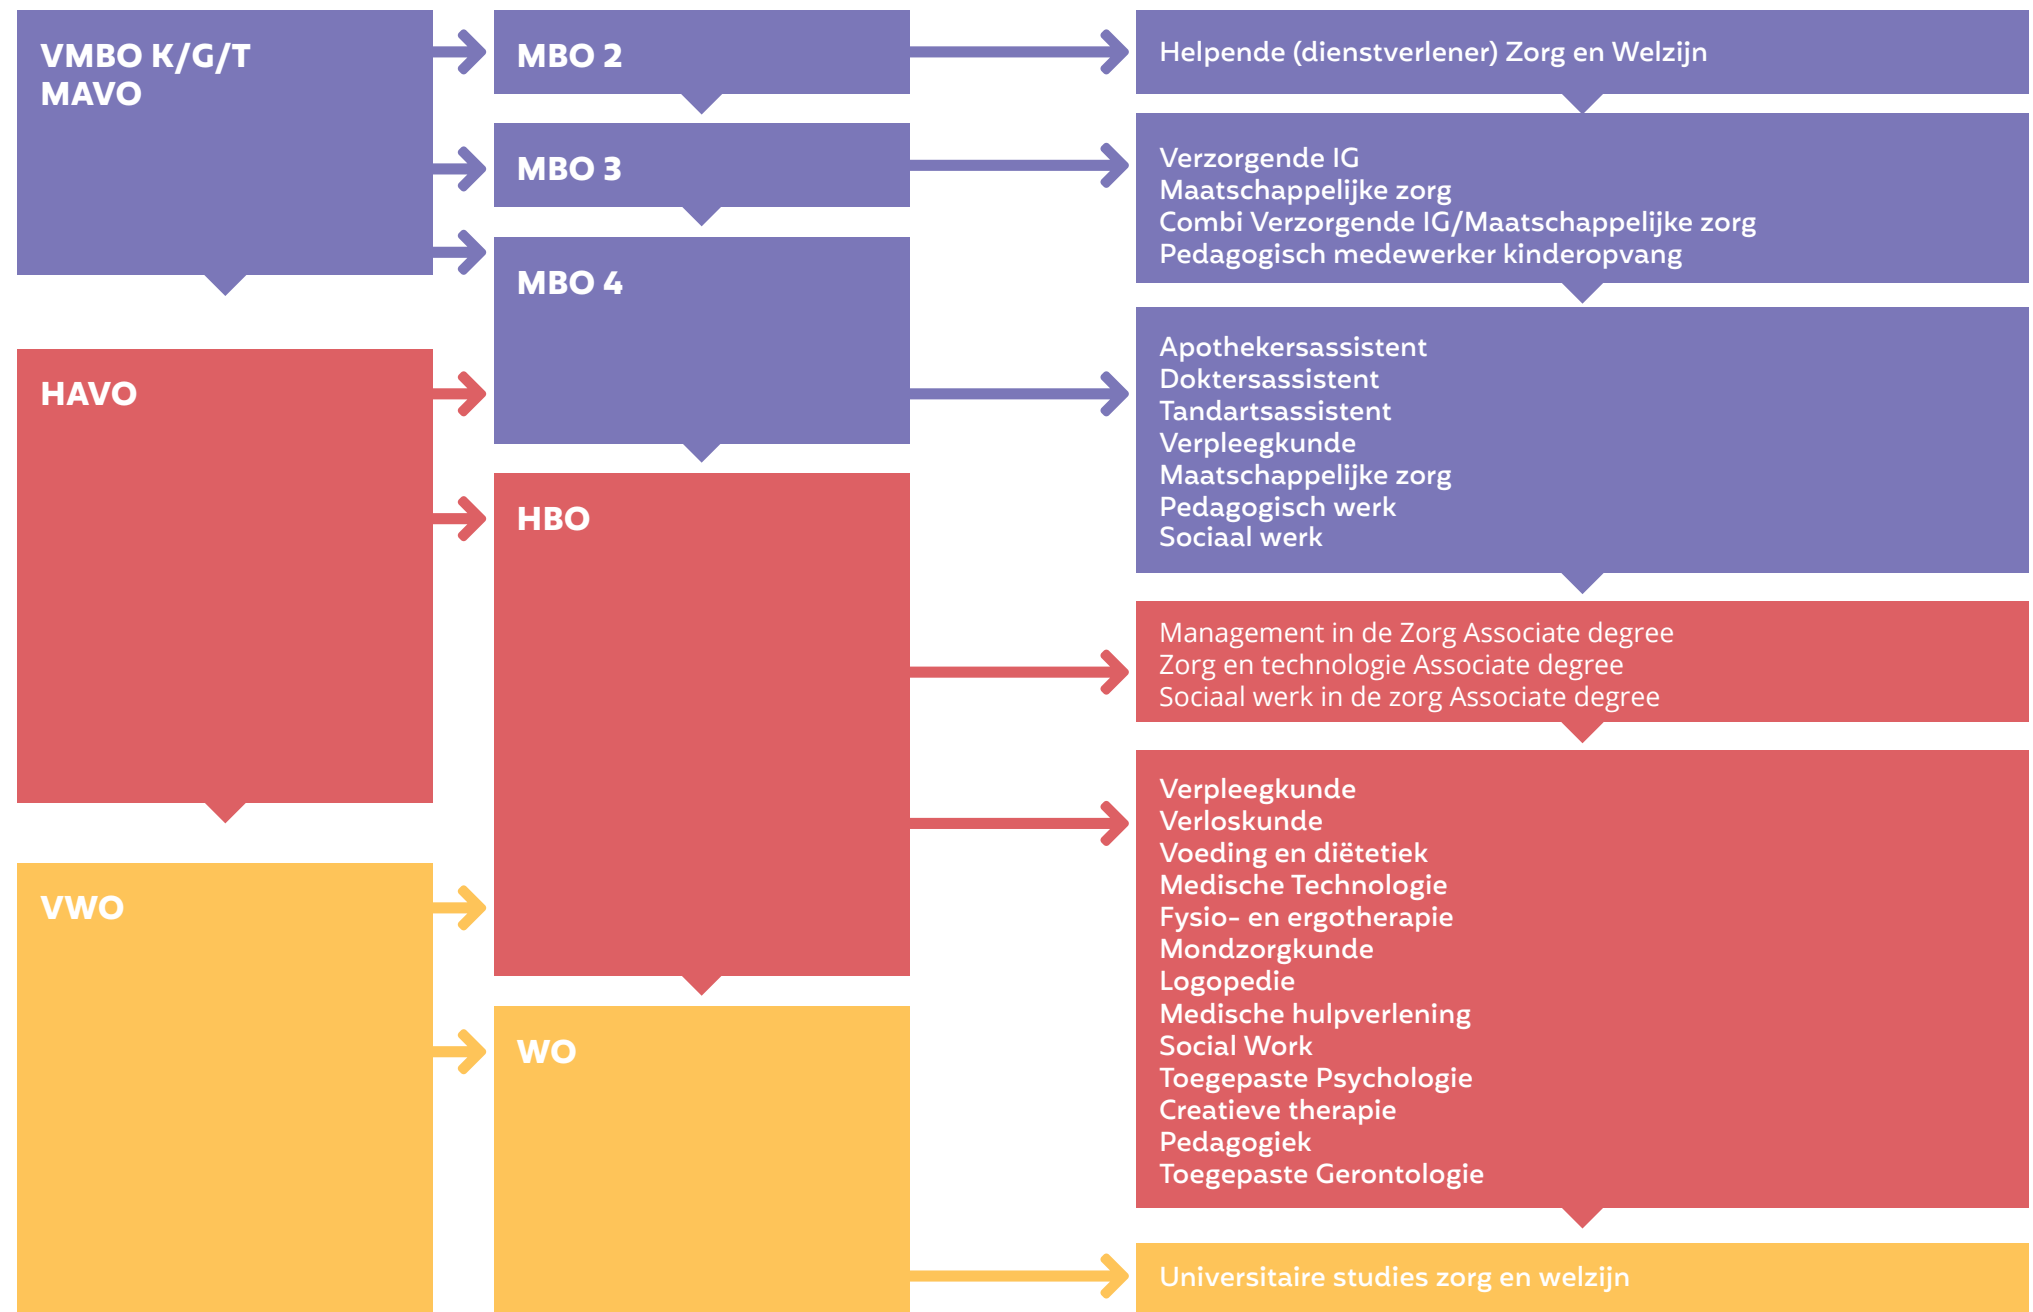 VMBO K/G/T
MAVO
MBO 2
Helpende (dienstverlener) Zorg en Welzijn
MBO 3
Verzorgende IG
Maatschappelijke zorg
Combi Verzorgende IG/Maatschappelijke zorg
Pedagogisch medewerker kinderopvang
MBO 4
Apothekersassistent
Doktersassistent
Tandartsassistent
Verpleegkunde
Maatschappelijke zorg
Pedagogisch werk
Sociaal werk
HAVO
HBO
Management in de Zorg Associate degree
Zorg en technologie Associate degree
Sociaal werk in de zorg Associate degree
Verpleegkunde
Verloskunde
Voeding en diëtetiek
Medische Technologie
Fysio- en ergotherapie
Mondzorgkunde
Logopedie
Medische hulpverlening
Social Work
Toegepaste Psychologie
Creatieve therapie
Pedagogiek
Toegepaste Gerontologie
VWO
WO
Universitaire studies zorg en welzijn